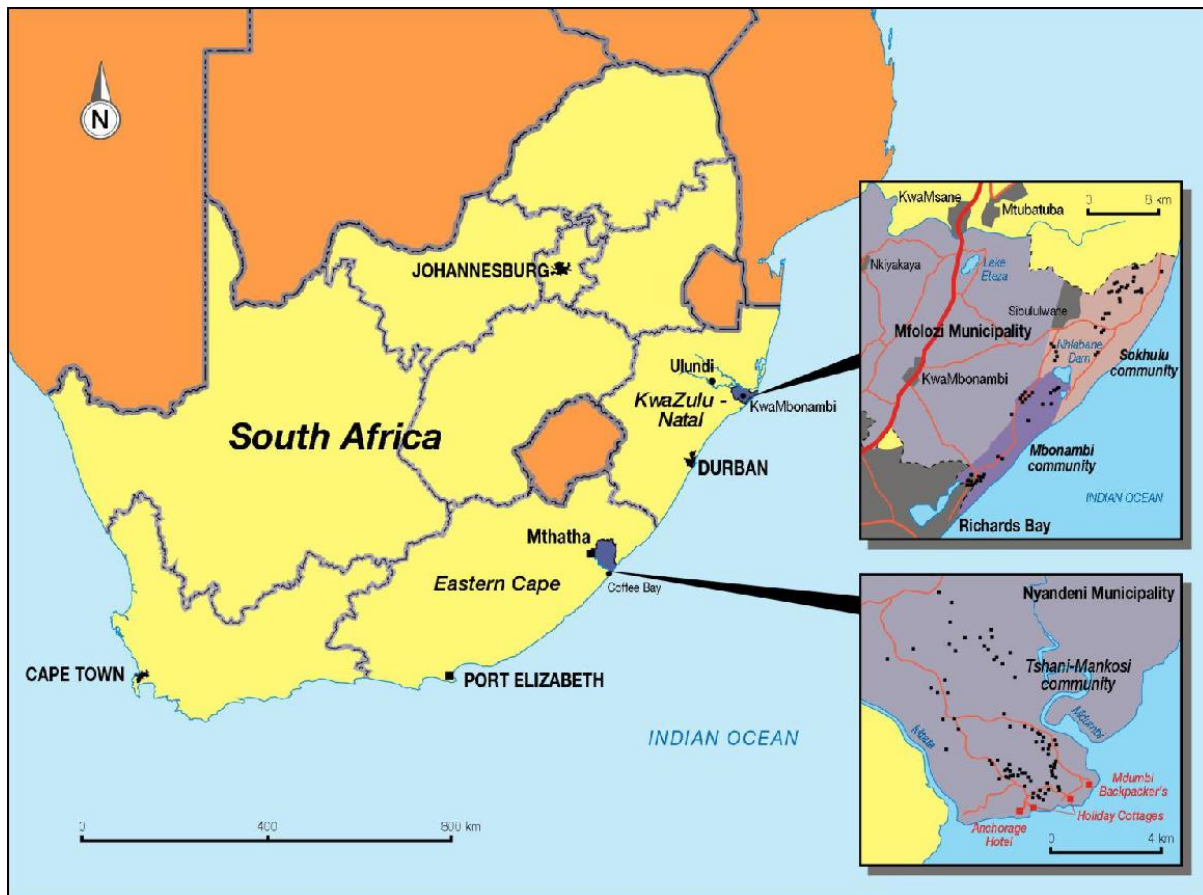 N
JOHANNESBURG
Ulundi
KwaZulu -
Natal
KwaMbonambi
South Africa
DURBAN
Mthatha
Eastern Cape
Coffee Bay
CAPE TOWN
PORT ELIZABETH
INDIAN OCEAN
0 400 800 km
KwaMsane
Mtubatuba
0 8 km
Nkiyakaya
Lake
Eteza
Sibululwane
Mfolozi Municipality
Nhlabane
Dam
Sokhulu
community
KwaMbonambi
Mbonambi
community
INDIAN OCEAN
Richards Bay
Nyandeni Municipality
Tshani-Mankosi
community
Mdumbi
Mtata
Mdumbi
Backpacker's
Holiday Cottages
Anchorage
Hotel
0 4 km